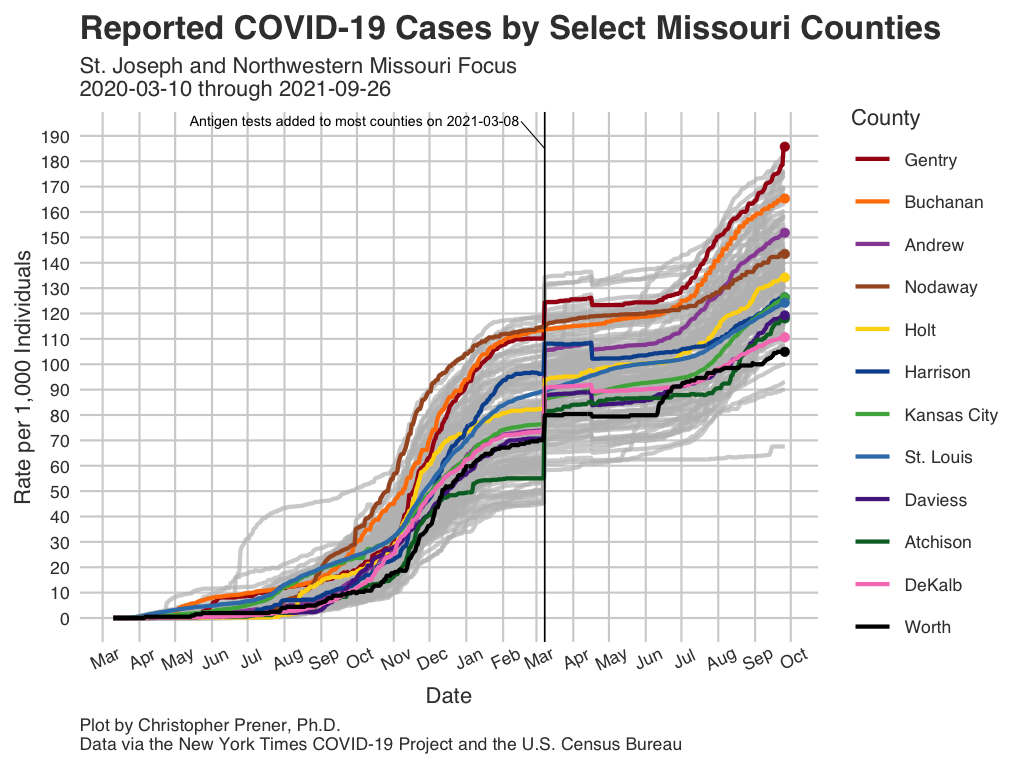 Reported COVID-19 Cases by Select Missouri Counties
St. Joseph and Northwestern Missouri Focus
2020-03-10 through 2021-09-26
Antigen tests added to most counties on 2021-03-08
Rate per 1,000 Individuals
190
180
170
160
150
140
130
120
110
100
90
80
70
60
50
40
30
20
10
0
Mar Apr May Jun Jul Aug Sep Oct Nov Dec Jan Feb Mar Apr May Jun Jul Aug Sep Oct
Date
County
Gentry
Buchanan
Andrew
Nodaway
Holt
Harrison
Kansas City
St. Louis
Daviess
Atchison
DeKalb
Worth
Plot by Christopher Prener, Ph.D.
Data via the New York Times COVID-19 Project and the U.S. Census Bureau